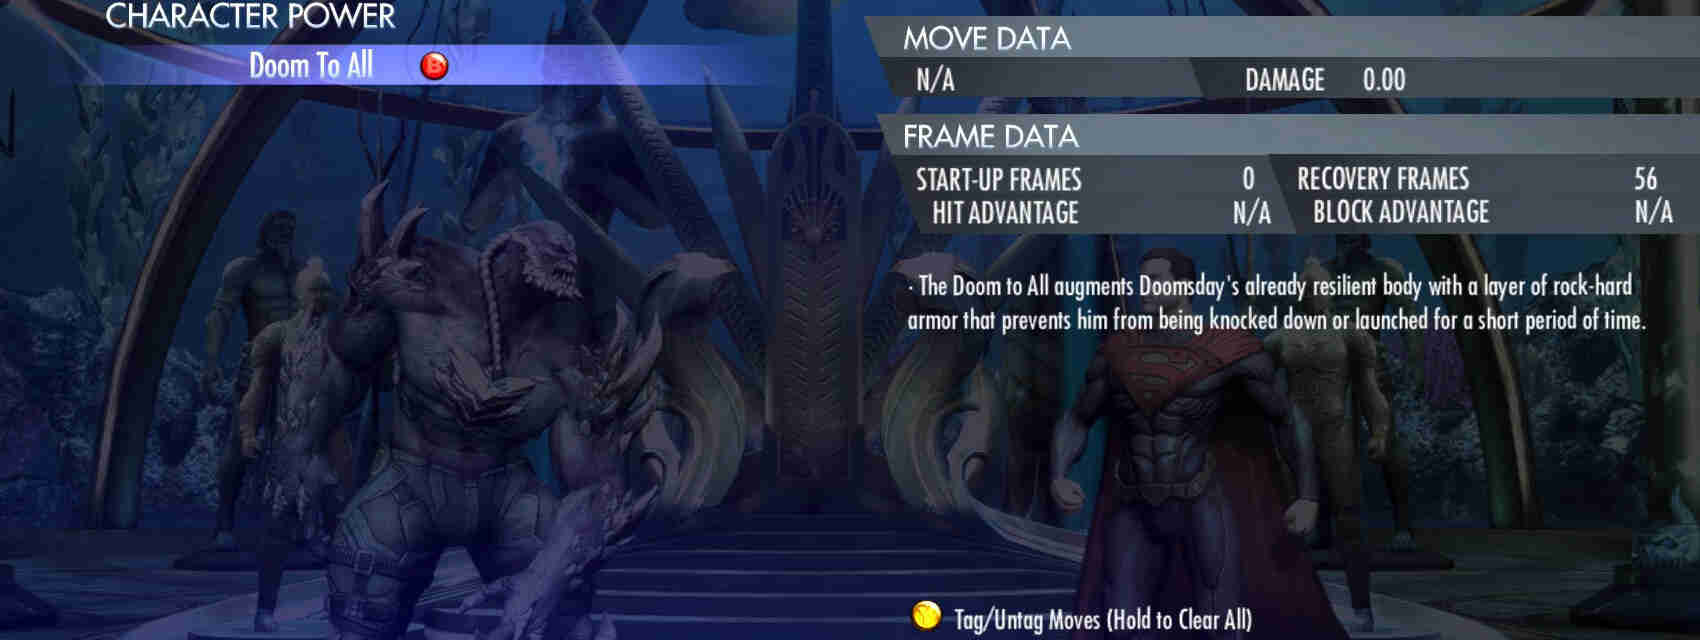 CHARACTER POWER
Doom To All B
MOVE DATA
N/A DAMAGE 0.00
FRAME DATA
START-UP FRAMES 0 RECOVERY FRAMES 56
HIT ADVANTAGE N/A BLOCK ADVANTAGE N/A
· The Doom to All augments Doomsday's already resilient body with a layer of rock-hard
armor that prevents him from being knocked down or launched for a short period of time.
Y Tag/Untag Moves (Hold to Clear All)